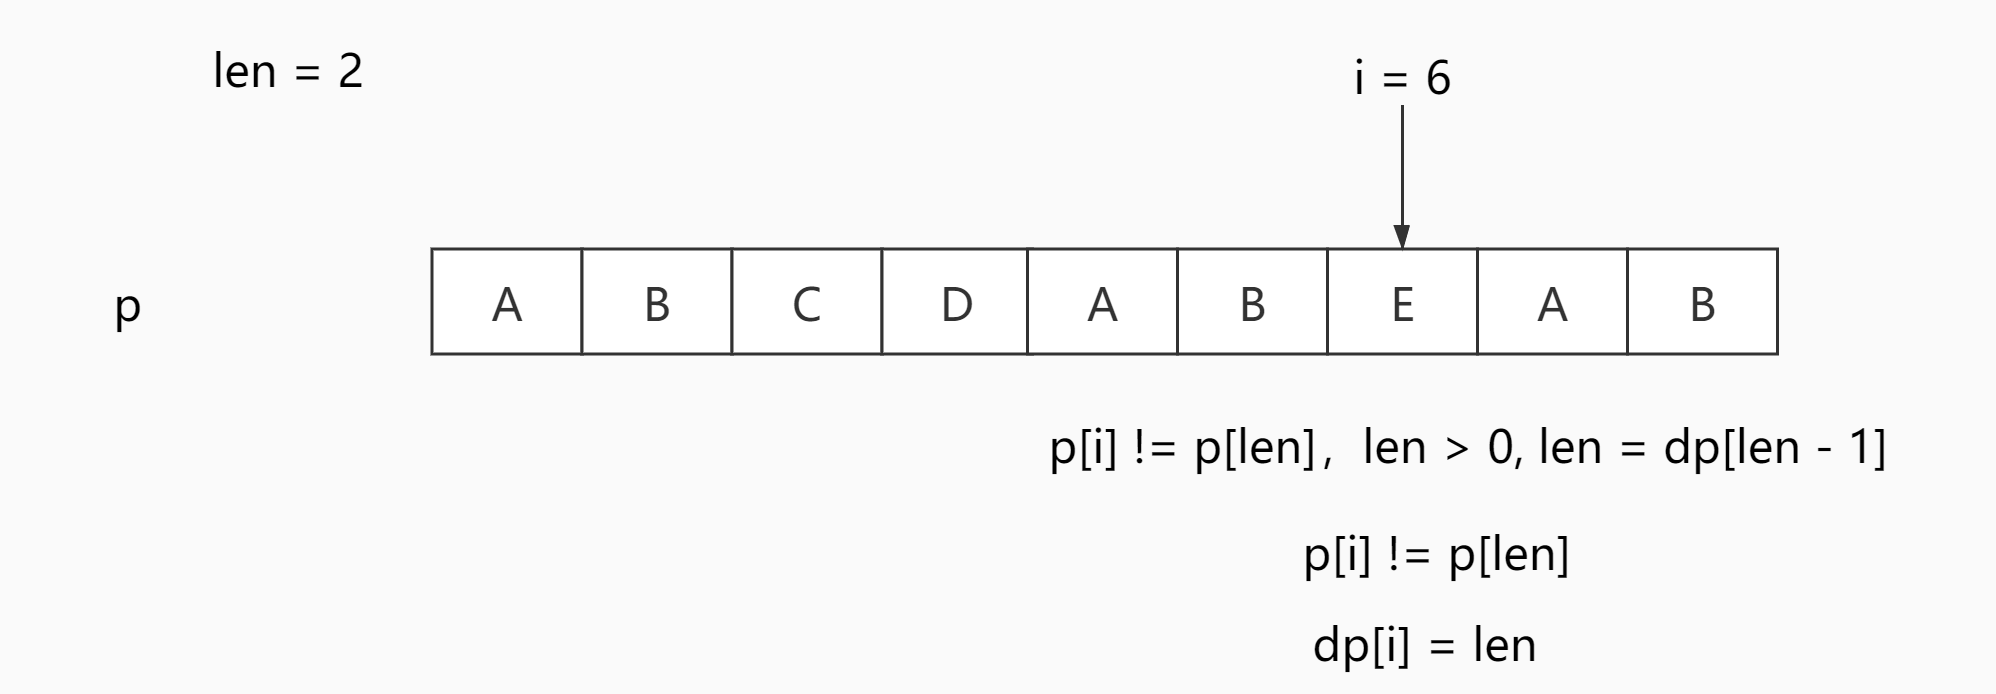 len = 2
i = 6
p
A B C D A B E A B
p[i] != p[len],  len > 0, len = dp[len - 1]
p[i] != p[len]
dp[i] = len